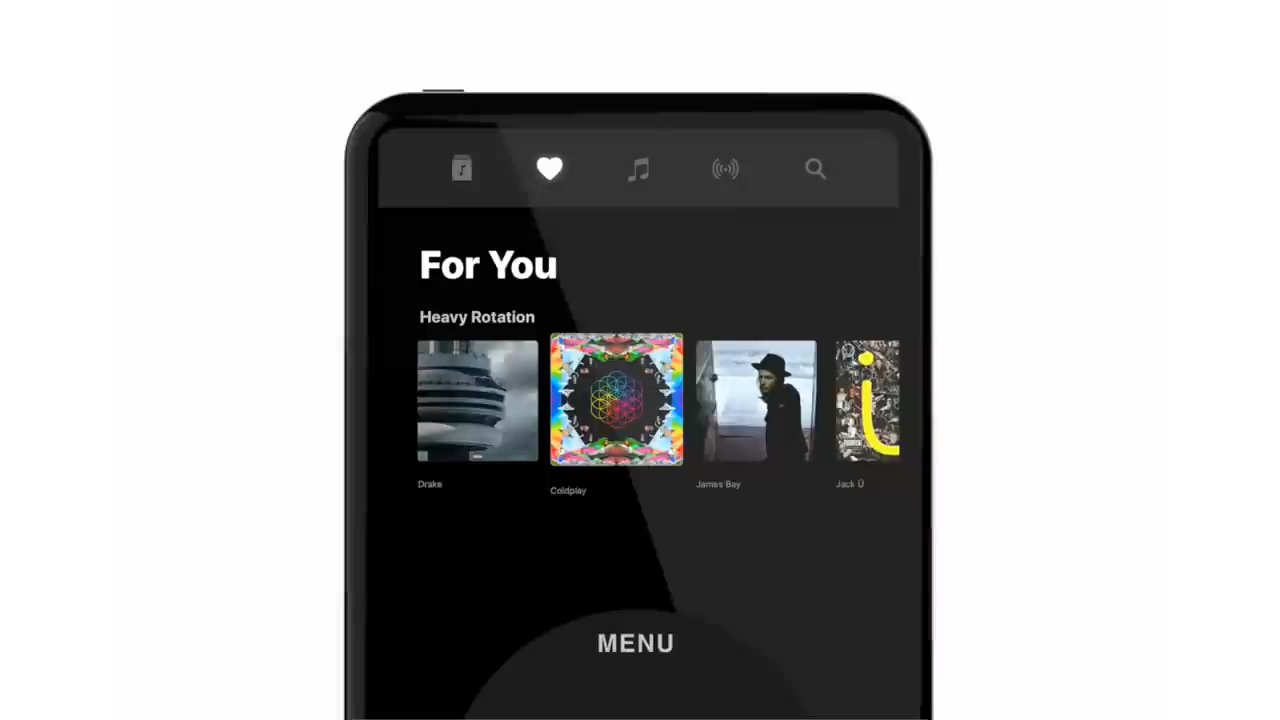 For You
Heavy Rotation
Drake
Coldplay
James Bay
Jack Ü
MENU